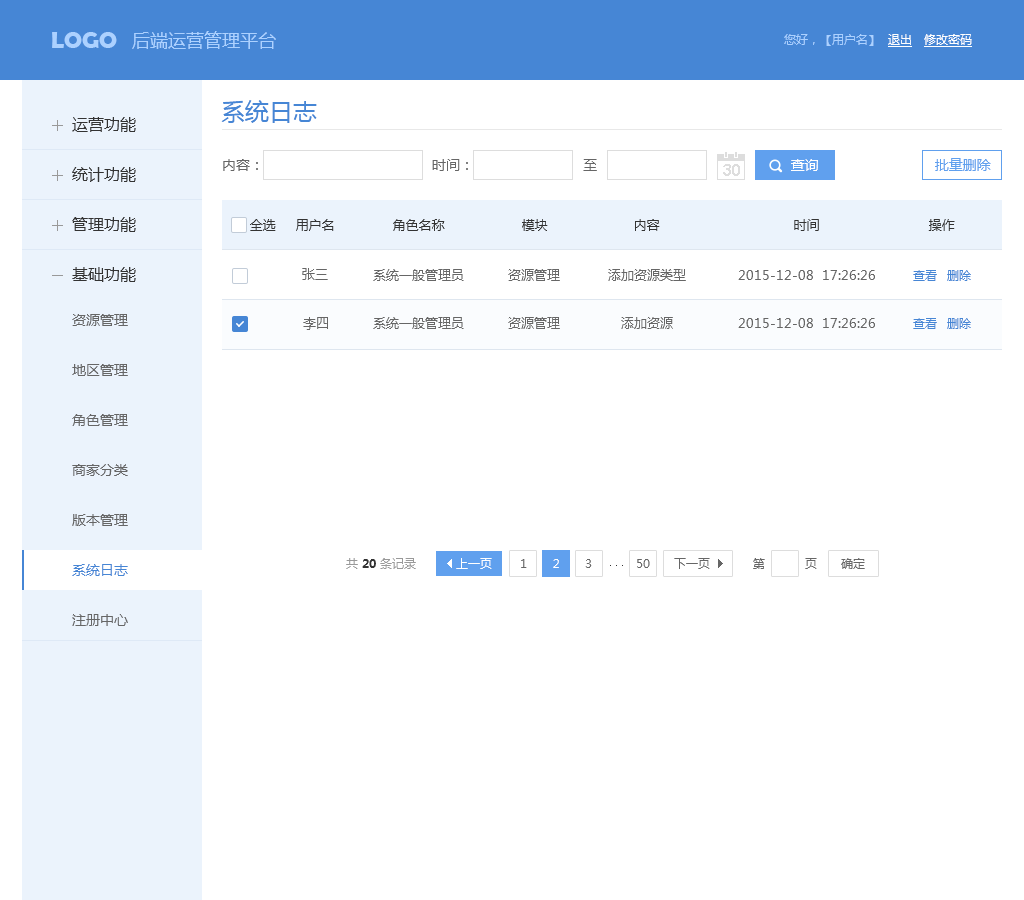 LOGO 后端运营管理平台 您好，【用户名】 退出 修改密码
系统日志
运营功能
统计功能
管理功能
基础功能
资源管理
地区管理
角色管理
商家分类
版本管理
系统日志
注册中心
内容： 时间： 至 30 查询 批量删除
全选 用户名 角色名称 模块 内容 时间 操作
张三 系统一般管理员 资源管理 添加资源类型 2015-12-08 17:26:26 查看 删除
李四 系统一般管理员 资源管理 添加资源 2015-12-08 17:26:26 查看 删除
共 20 条记录 上一页 1 2 3 ... 50 下一页 第 页 确定